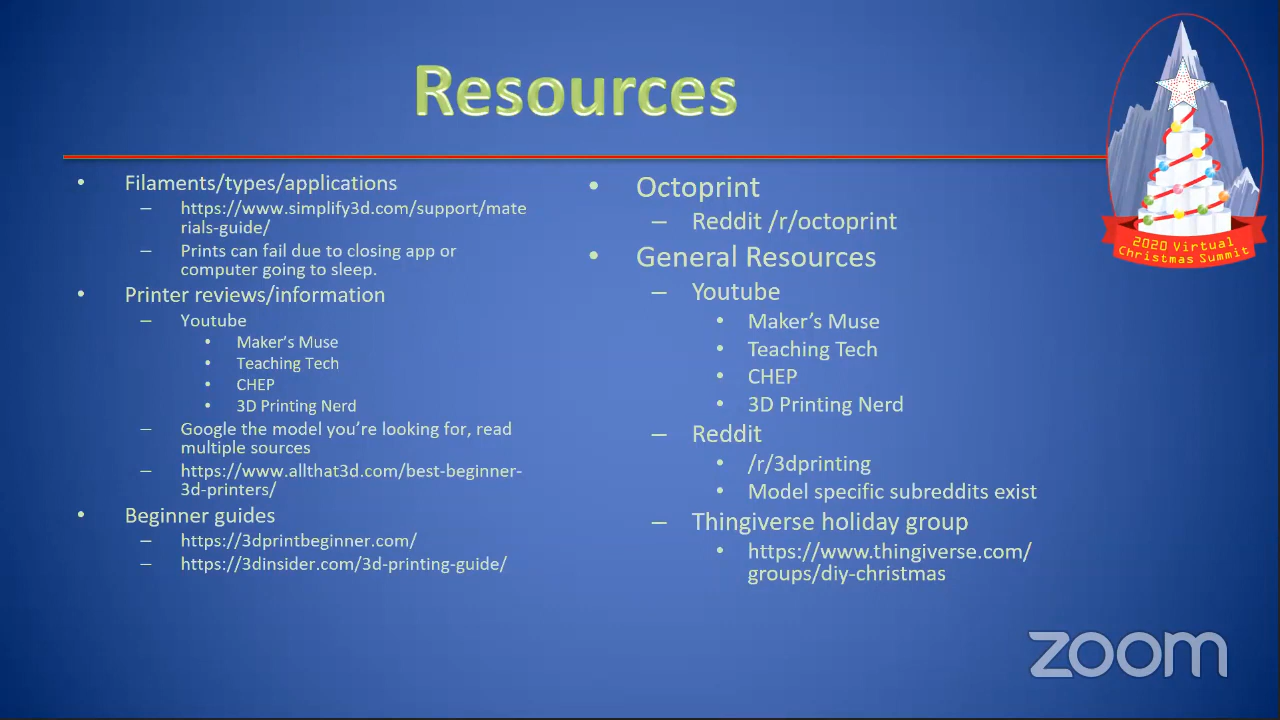 Resources
Filaments/types/applications
https://www.simplify3d.com/support/mate
rials-guide/
Prints can fail due to closing app or
computer going to sleep.
Printer reviews/information
Youtube
Maker's Muse
Teaching Tech
CHEP
3D Printing Nerd
Google the model you're looking for, read
multiple sources
https://www.allthat3d.com/best-beginner-
3d-printers/
Beginner guides
https://3dprintbeginner.com/
https://3dinsider.com/3d-printing-guide/
Octoprint
Reddit /r/octoprint
General Resources
Youtube
Maker's Muse
Teaching Tech
CHEP
3D Printing Nerd
Reddit
/r/3dprinting
Model specific subreddits exist
Thingiverse holiday group
https://www.thingiverse.com/
groups/diy-christmas
2020 Virtual
Christmas Summit
zoom